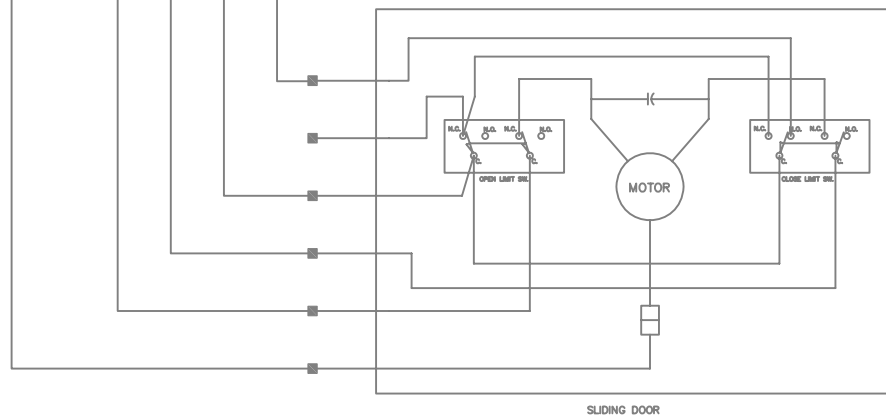 N.C. N.O. N.C. N.O.
C. C.
OPEN LIMIT SW.
MOTOR
N.C. N.O. N.C. N.O.
C. C.
CLOSE LIMIT SW.
SLIDING DOOR